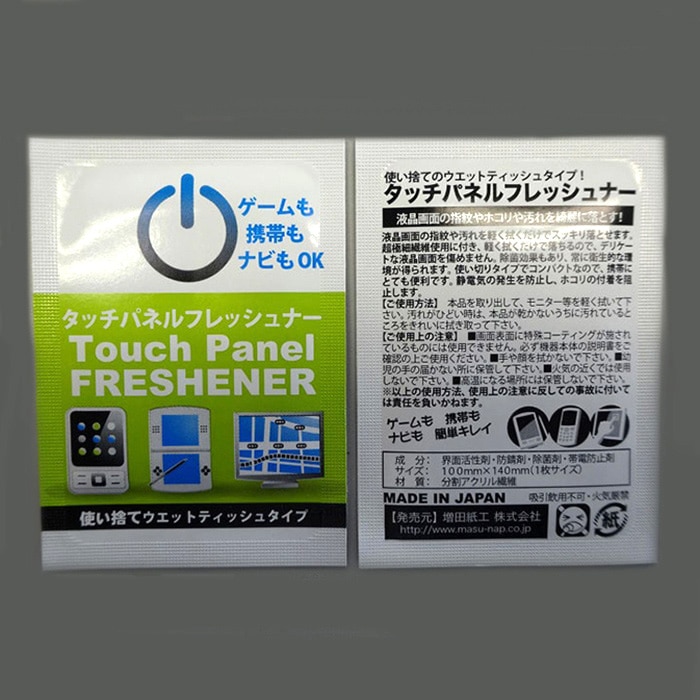 ゲームも
携帯も
ナビもOK
タッチパネルフレッシュナー
Touch Panel
FRESHENER
使い捨てウエットティッシュタイプ
使い捨てのウエットティッシュタイプ！
タッチパネルフレッシュナー
液晶画面の指紋やホコリや汚れを綺麗に落とす!
液晶画面の指紋や汚れを軽く拭くだけでスッキリ落とせます。
超極細繊維使用に付き、軽く拭くだけで落ちるので、デリケート
な液晶画面を傷めません。除菌効果もあり、常に衛生的な環
境が得られます。使い切りタイプでコンパクトなので、携帯に
とても便利です。静電気の発生を防止し、ホコリの付着を阻
止します。
【ご使用方法】 本品を取り出して、モニター等を軽く拭いて下
さい。汚れがひどい時は、本品が乾かないうちに汚れていると
ころをきれいに拭き取って下さい。
【ご使用上の注意】 ■画面表面に特殊コーティングが施され
ているものには使用できません。必ず機器本体の説明書をご
確認の上ご使用ください。■手や顔を拭かないで下さい。■幼
児の手の届かない所に保管して下さい。■火気の近くでは使用
しないで下さい。■高温になる場所には保管しないで下さい。
※以上の使用方法、使用上の注意に反しての事故に付いて
は責任を負いかねます。
ゲームも 携帯も
ナビも 簡単キレイ
成 分： 界面活性剤・防錆剤・除菌剤・帯電防止剤
サイズ： 100mm×140mm(1枚サイズ)
材 質： 分割アクリル繊維
MADE IN JAPAN 吸引飲用不可・火気厳禁
【発売元】増田紙工 株式会社
http://www.masu-nap.co.jp
紙